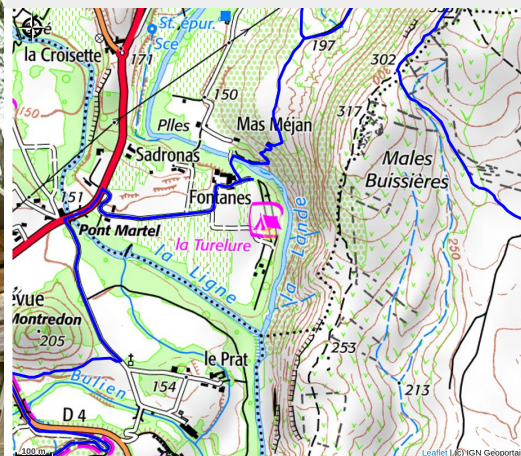 St. épur.
Sce
197
302
la Croisette
171
150
150
317
Plles
Mas Méjan
Males
Buissières
Sadronas
151
Fontanes
Pont Martel
la Turelure
la Lande
la Ligne
250
évue
Montredon
205
253
le Prat
154
213
Bulien
D 4
100 m
Leaflet | (c) IGN Geoportai